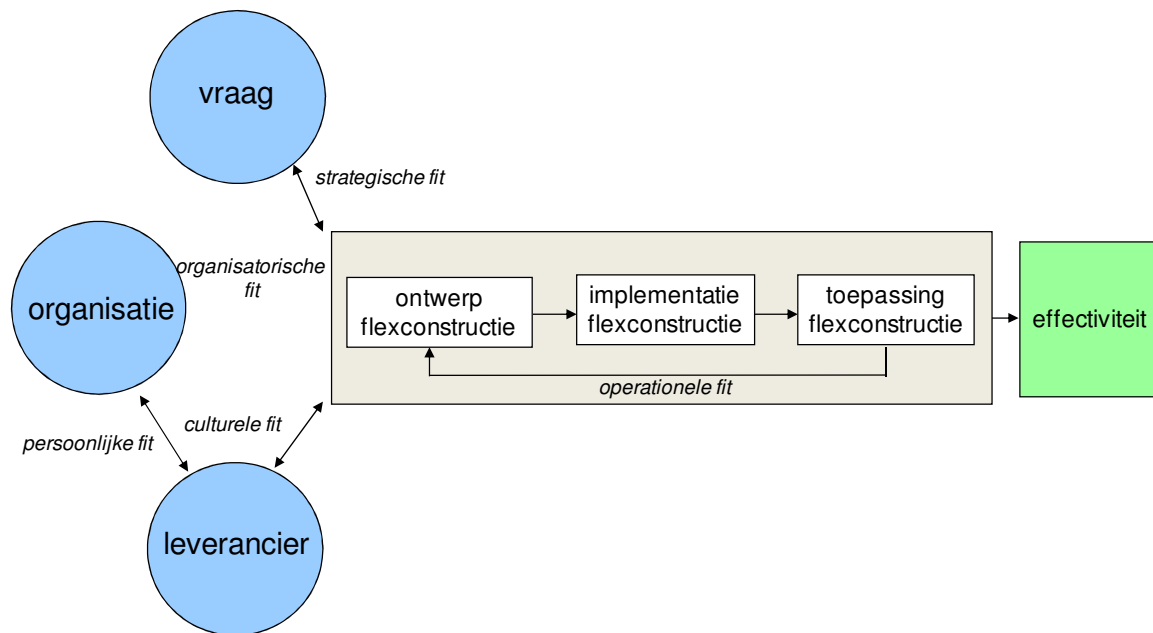 vraag
strategische fit
organisatorische
fit
organisatie
ontwerp
flexconstructie
implementatie
flexconstructie
toepassing
flexconstructie
effectiviteit
operationele fit
culturele fit
persoonlijke fit
leverancier